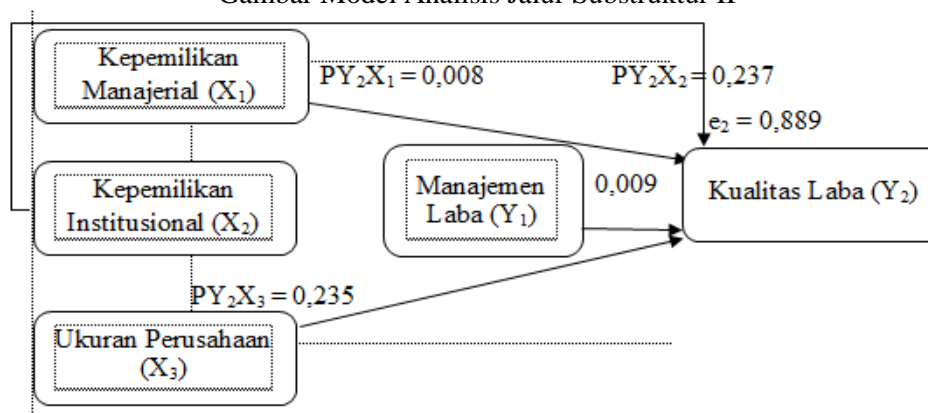 Gambar Model Analisis Jalur Substruktur II
Kepemilikan
Manajerial (X₁)
PY₂X₁ = 0,008
PY₂X₂ = 0,237
e₂ = 0,889
Kepemilikan
Institusional (X₂)
Manajemen
Laba (Y₁)
0,009
Kualitas Laba (Y₂)
PY₂X₃ = 0,235
Ukuran Perusahaan
(X₃)